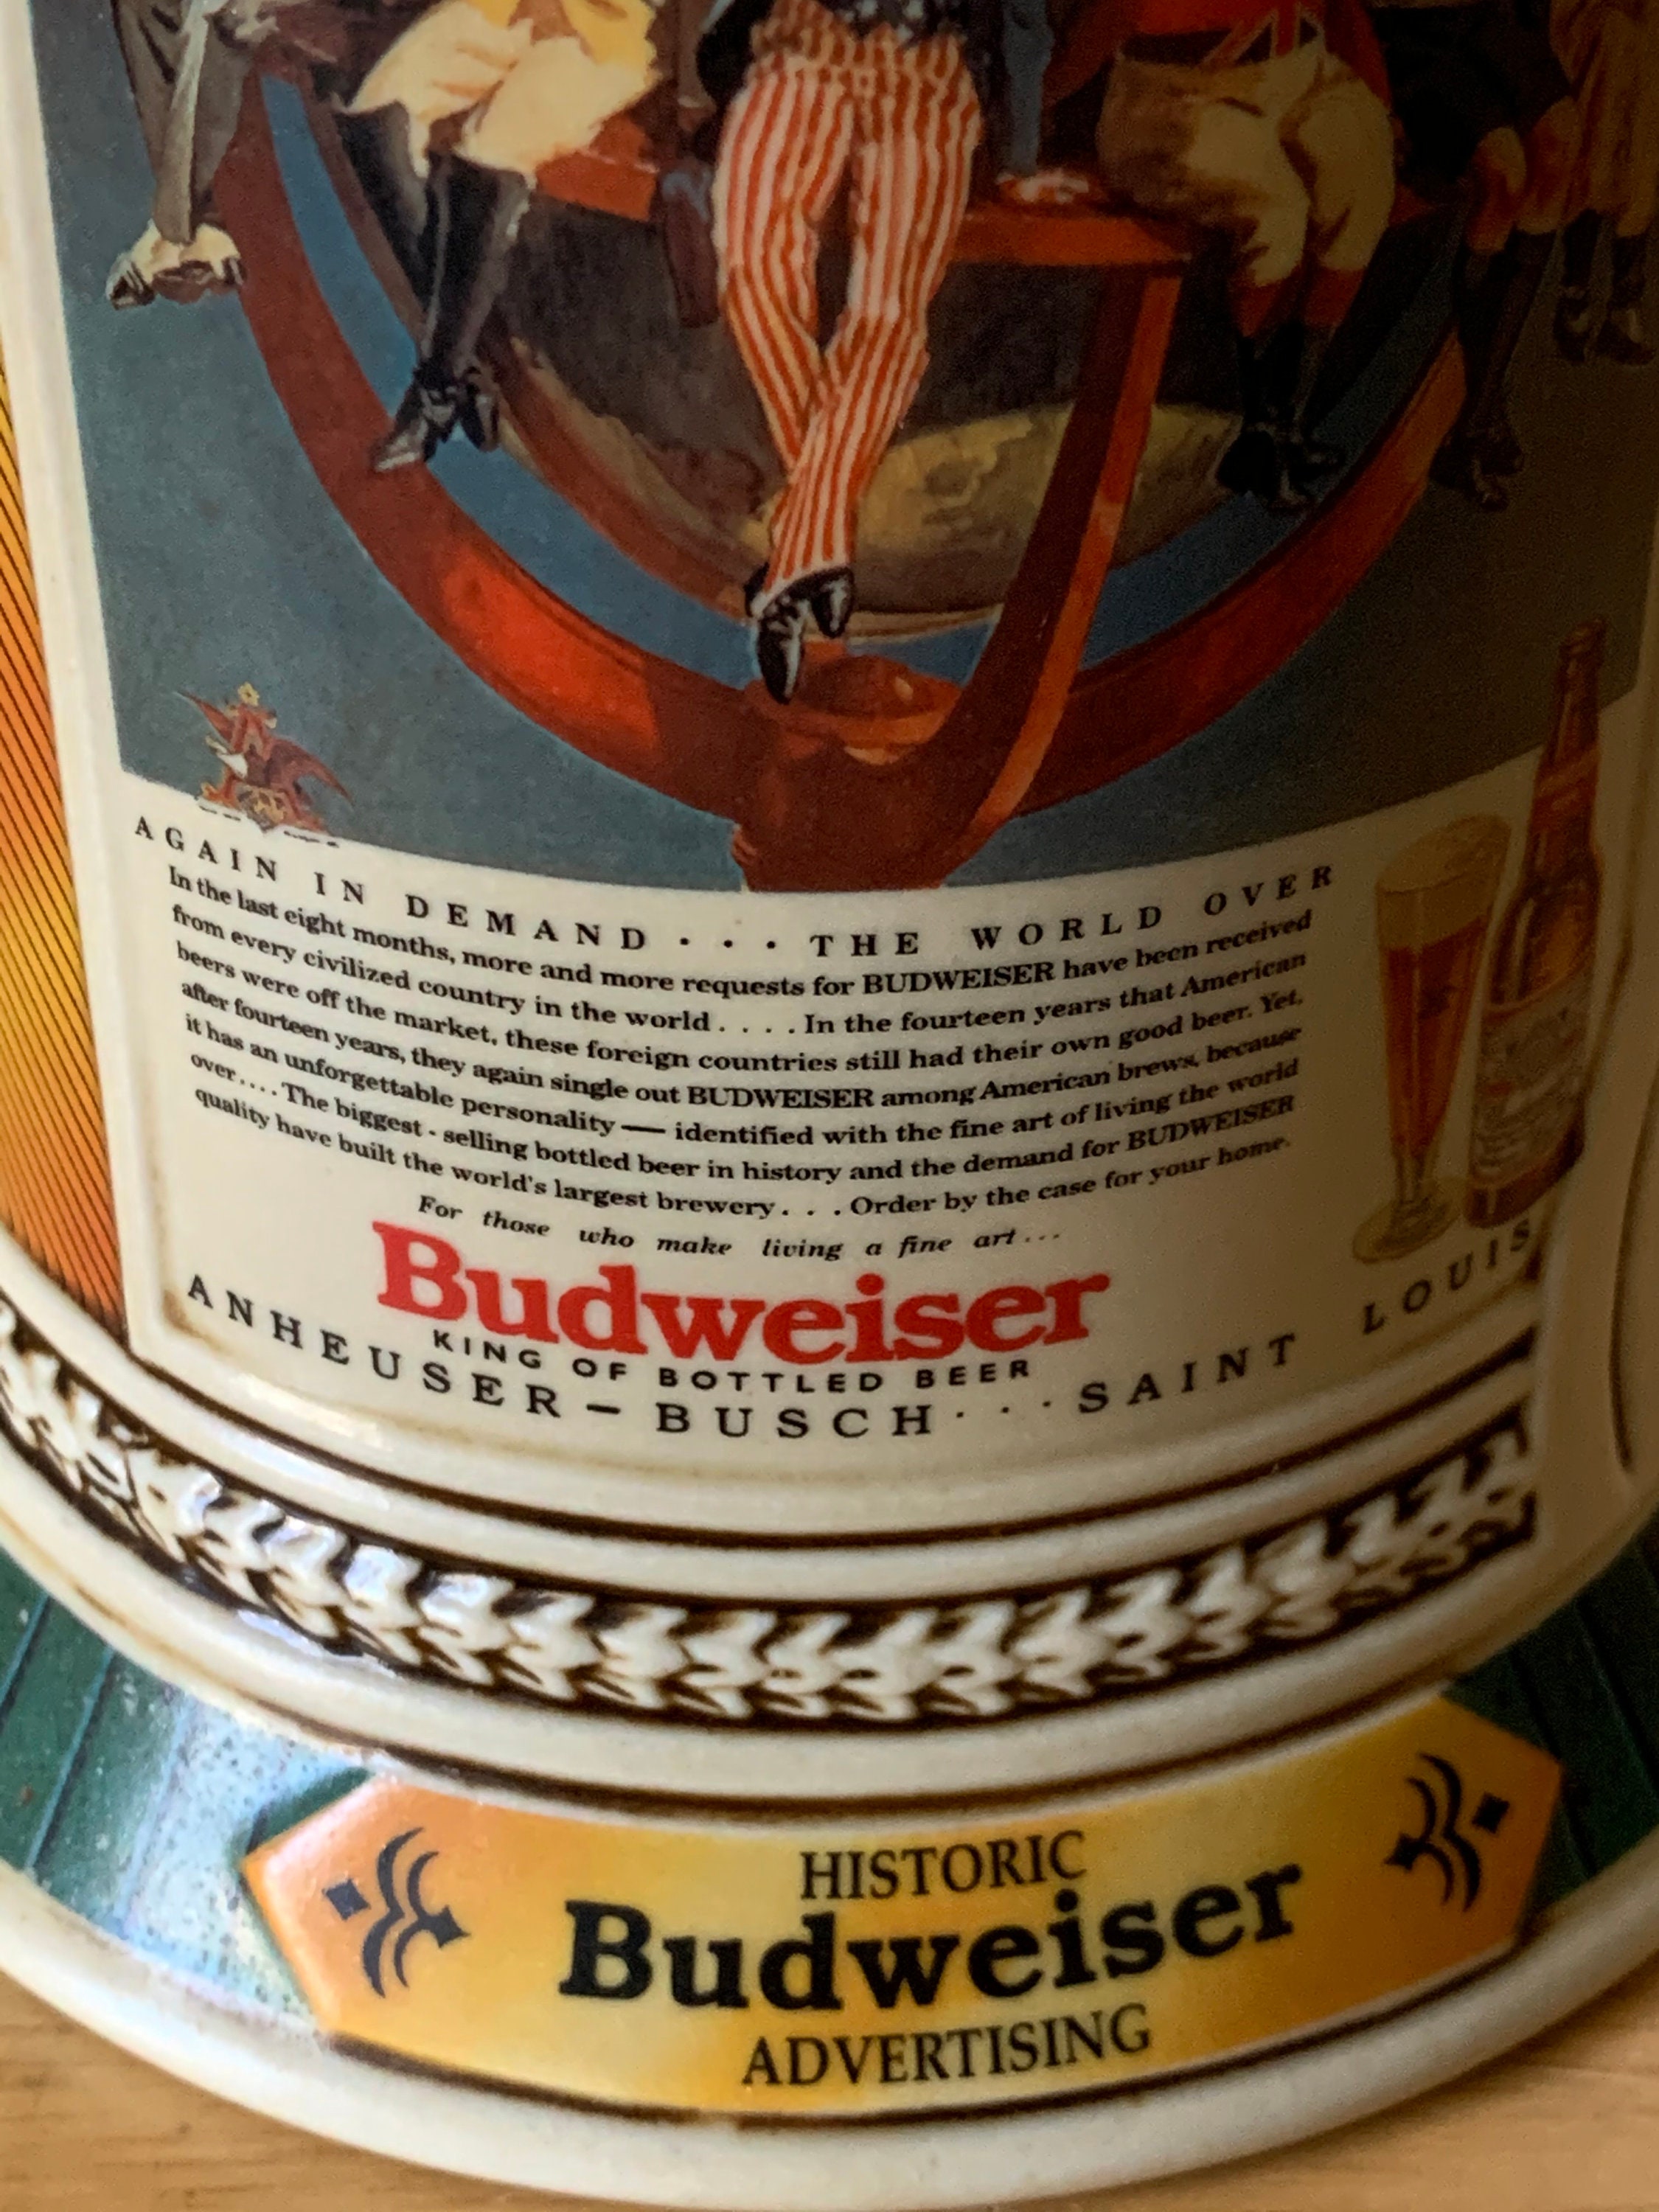 AGAIN IN DEMAND . . . THE WORLD OVER
In the last eight months, more and more requests for BUDWEISER have been received
from every civilized country in the world . . . . In the fourteen years that American
beers were off the market, these foreign countries still had their own good beer. Yet,
after fourteen years, they again single out BUDWEISER among American brews, because
it has an unforgettable personality — identified with the fine art of living the world
over.... The biggest - selling bottled beer in history and the demand for BUDWEISER
quality have built the world's largest brewery . . . Order by the case for your home.
For those who make living a fine art...
Budweiser
KING OF BOTTLED BEER
ANHEUSER-BUSCH . . . SAINT LOUIS
HISTORIC
Budweiser
ADVERTISING